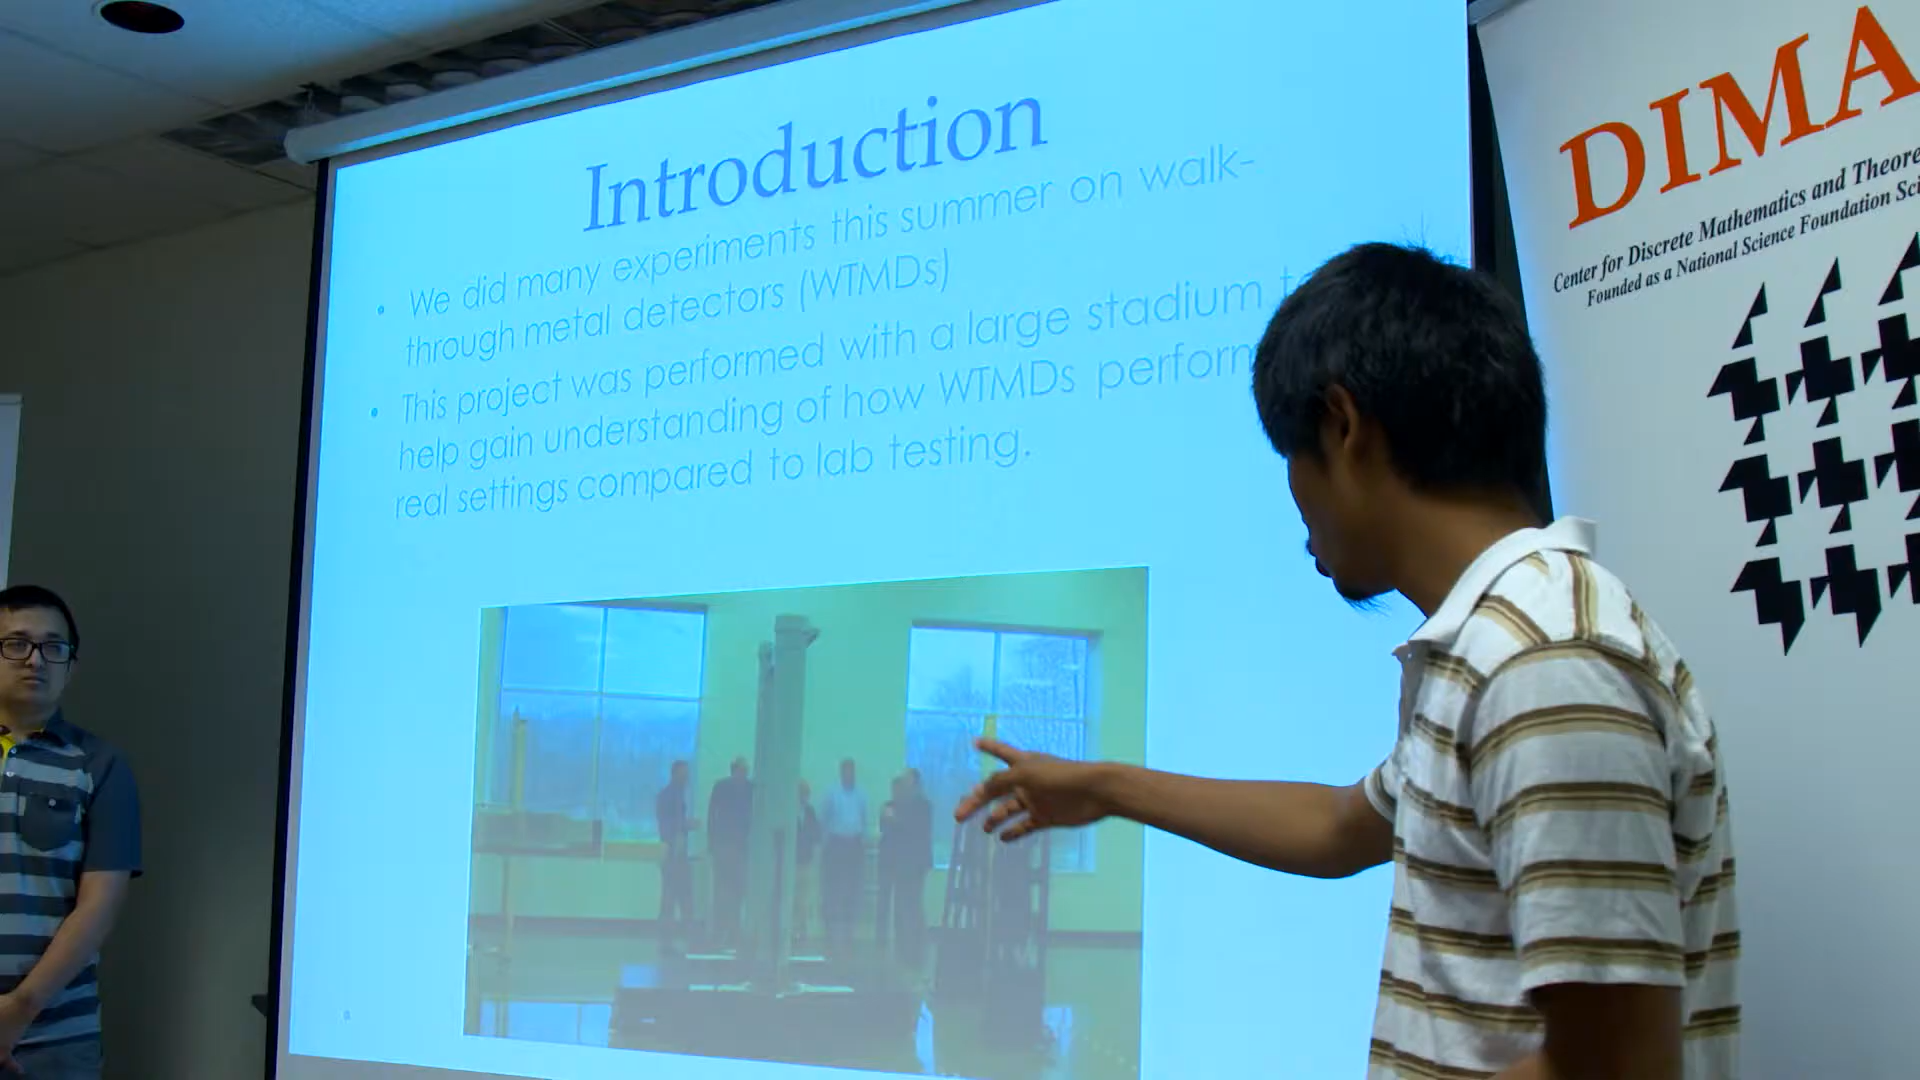 Introduction
We did many experiments this summer on walk-
through metal detectors (WTMDs)
This project was performed with a large stadium
help gain understanding of how WTMDs perform
real settings compared to lab testing.
DIMA
Center for Discrete Mathematics and Theore
Founded as a National Science Foundation Sci